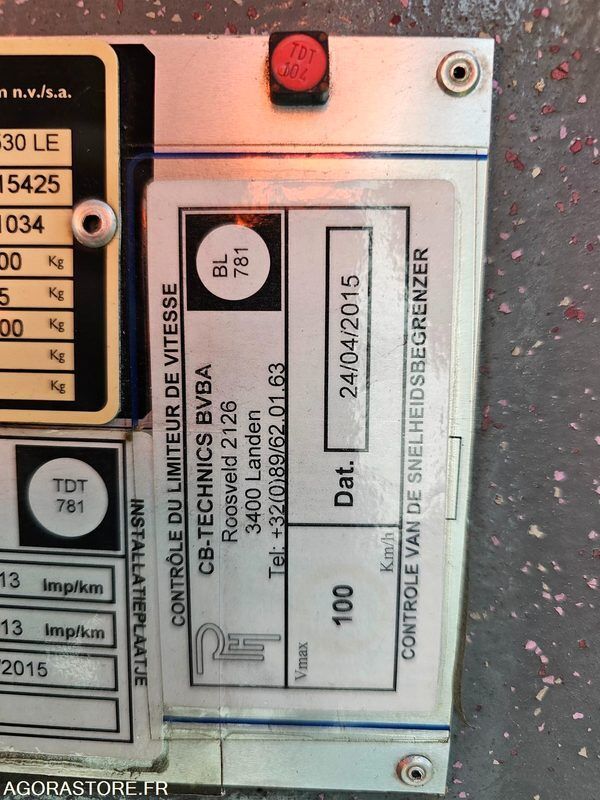 m n.v./s.a.
530 LE
15425
1034
00 Kg
5 Kg
00 Kg
Kg
Kg
TDT
104
CONTRÔLE DU LIMITEUR DE VITESSE
BL
781
CB-TECHNICS BVBA
Roosveld 2126
3400 Landen
Tel: +32(0)89/62.01.63
Dat. 24/04/2015
Vmax 100 Km/h
CONTROLE VAN DE SNELHEIDSBEGRENZER
TDT
781
INSTALLATIEPLAATJE
13 Imp/km
13 Imp/km
/2015
AGORASTORE.FR